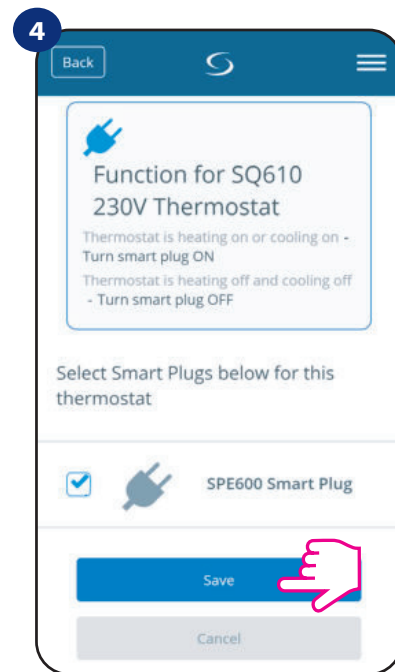 4
Back
Function for SQ610
230V Thermostat
Thermostat is heating on or cooling on -
Turn smart plug ON
Thermostat is heating off and cooling off
- Turn smart plug OFF
Select Smart Plugs below for this
thermostat
SPE600 Smart Plug
Save
Cancel